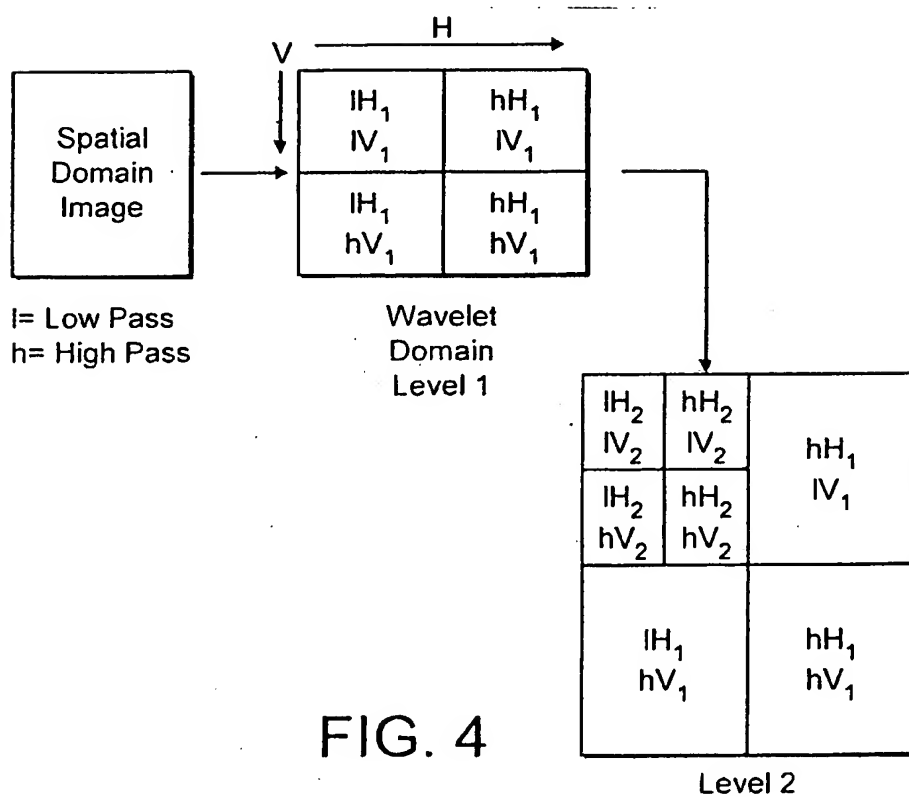 H
V
Spatial
Domain
Image
lH₁
lV₁
hH₁
lV₁
lH₁
hV₁
hH₁
hV₁
l= Low Pass
h= High Pass
Wavelet
Domain
Level 1
lH₂
lV₂
hH₂
lV₂
lH₂
hV₂
hH₂
hV₂
hH₁
lV₁
lH₁
hV₁
hH₁
hV₁
FIG. 4
Level 2